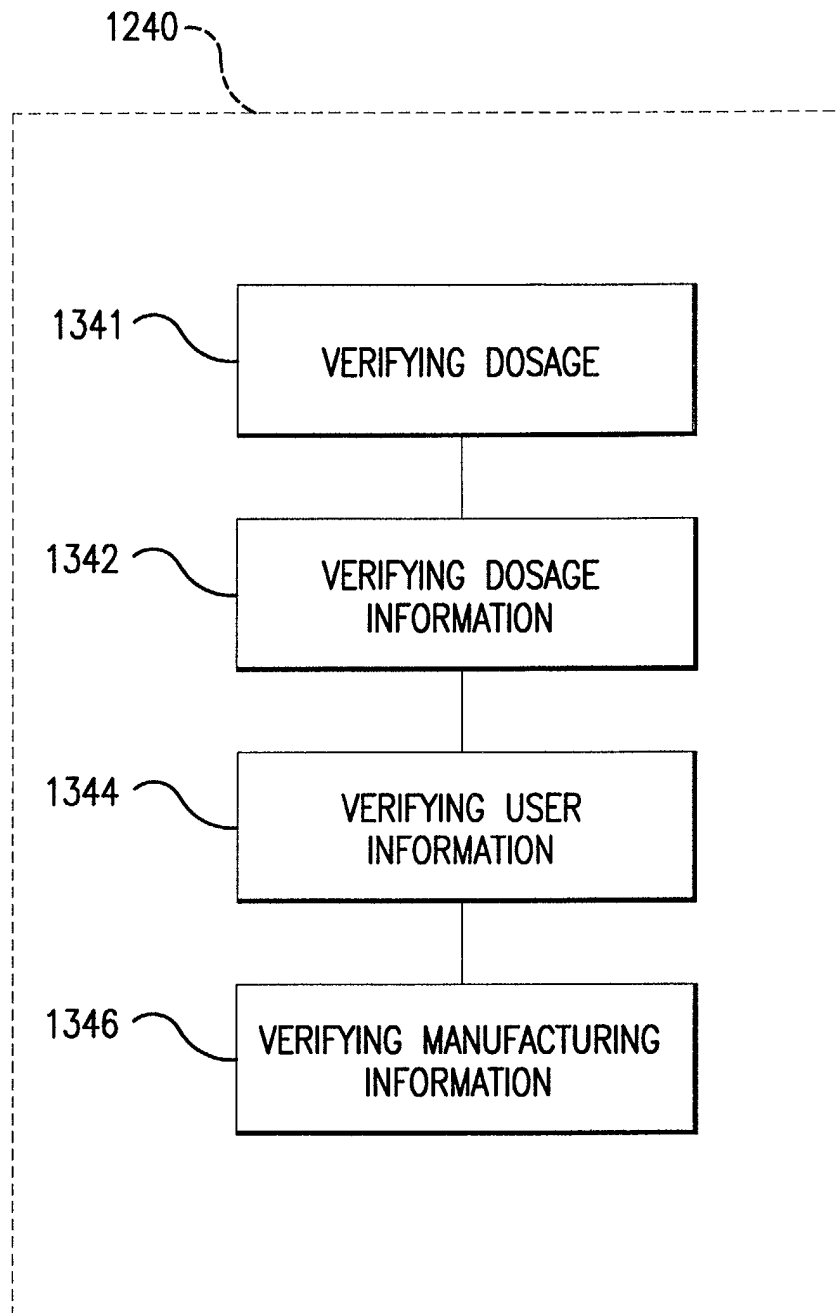 1240
1341
VERIFYING DOSAGE
1342
VERIFYING DOSAGE
INFORMATION
1344
VERIFYING USER
INFORMATION
1346
VERIFYING MANUFACTURING
INFORMATION